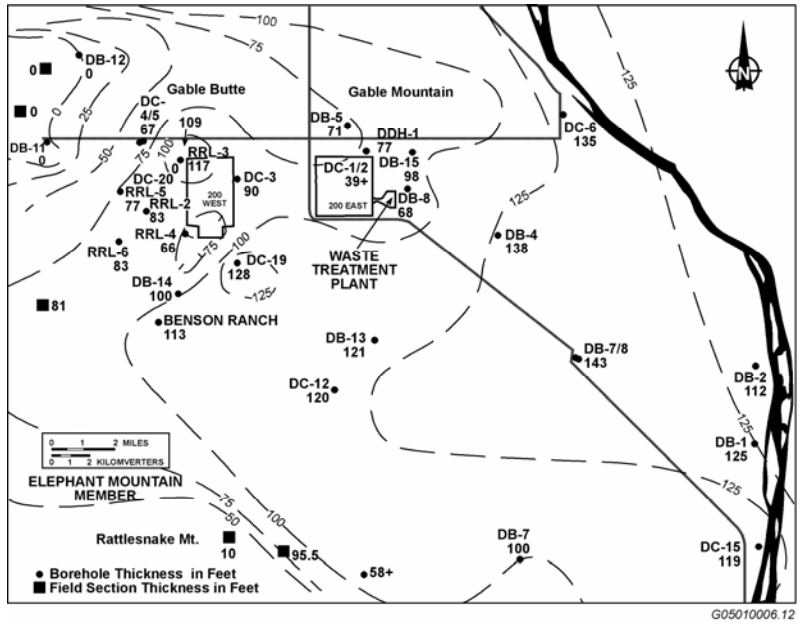 100
75
125
DB-12
0
0
Gable Butte
Gable Mountain
DC-
4/5
67
109
0
0
25
50
75
100
DB-11
0
DB-5
71
DDH-1
77
DC-6
135
RRL-3
117
0
DC-20
DC-3
90
DC-1/2
39+
DB-15
98
RRL-5
77
RRL-2
83
200
WEST
200 EAST
DB-8
68
125
RRL-4
66
75
100
WASTE
TREATMENT
PLANT
DB-4
138
RRL-6
83
DC-19
128
125
DB-14
100
81
BENSON RANCH
113
DB-13
121
DB-7/8
143
DB-2
112
DC-12
120
125
DB-1
125
0 1 2 MILES
0 1 2 KILOMVERTERS
ELEPHANT MOUNTAIN
MEMBER
125
75
50
100
Rattlesnake Mt.
10
95.5
58+
DB-7
100
DC-15
119
Borehole Thickness in Feet
Field Section Thickness in Feet
N
G05010006.12